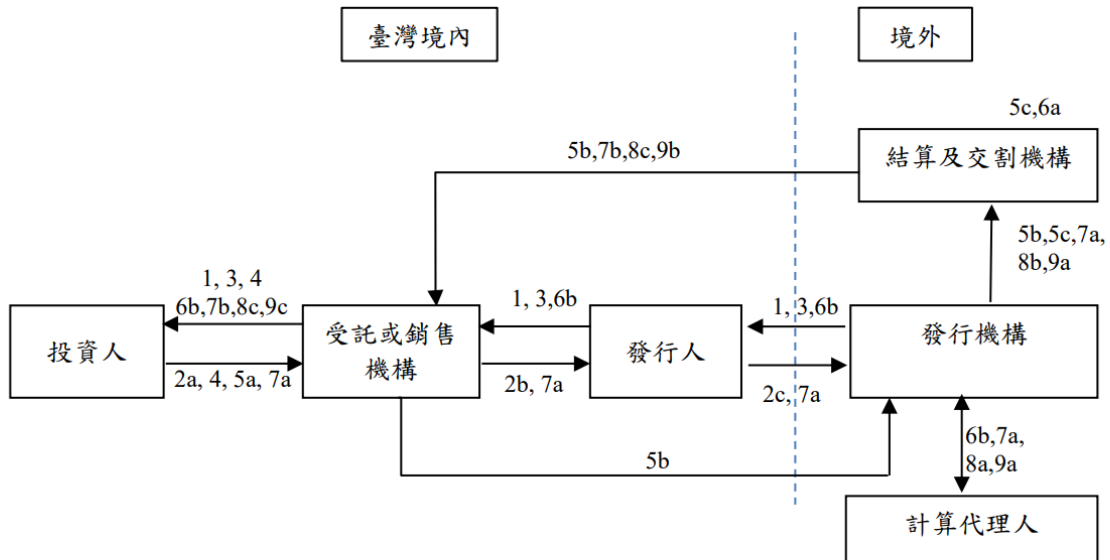 臺灣境內
境外
5c,6a
結算及交割機構
5b,7b,8c,9b
5b,5c,7a,
8b,9a
1, 3, 4
6b,7b,8c,9c
1, 3,6b
1, 3,6b
投資人
受託或銷售
機構
發行人
發行機構
2a, 4, 5a, 7a
2b, 7a
2c, 7a
5b
6b,7a,
8a,9a
計算代理人